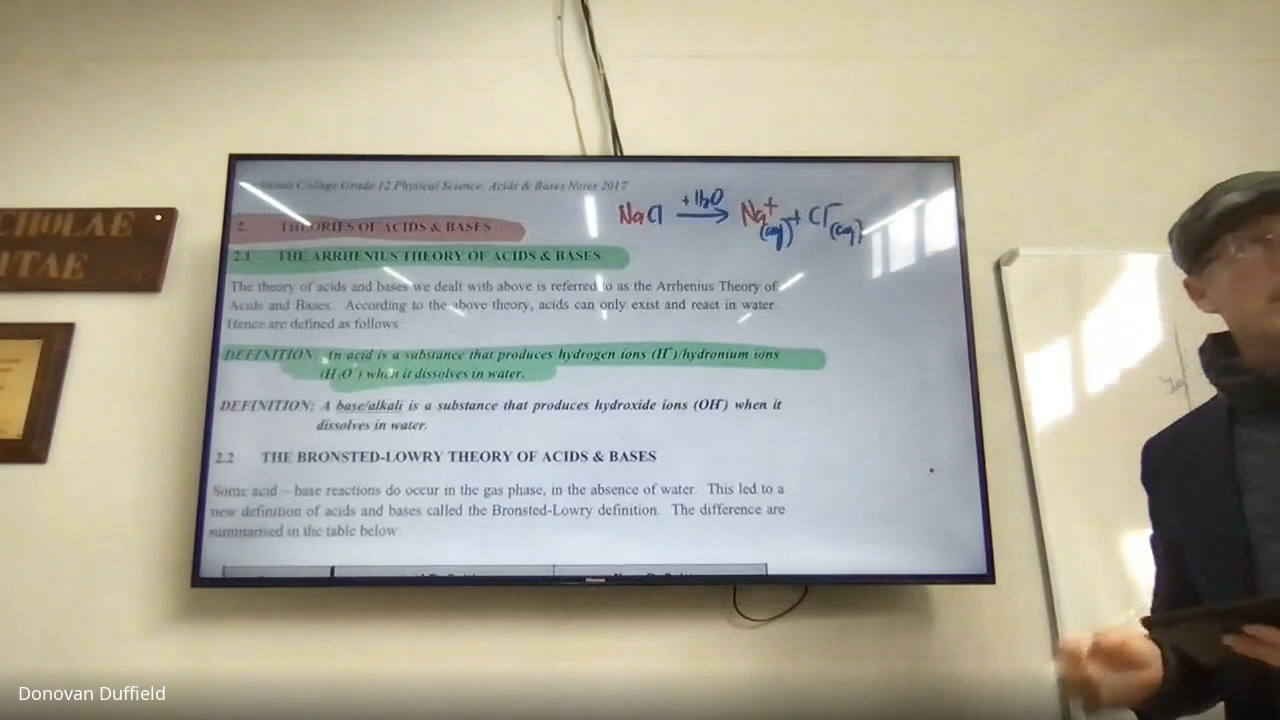 CHOLAE
ITAE
College Grade 12 Physical Science: Acids & Bases Notes 2017
NaCl +H₂O → Na⁺(aq) + Cl⁻(aq)
2. THEORIES OF ACIDS & BASES
2.1 THE ARRHENIUS THEORY OF ACIDS & BASES
The theory of acids and bases we dealt with above is referred to as the Arrhenius Theory of
Acids and Bases. According to the above theory, acids can only exist and react in water.
Hence are defined as follows:
DEFINITION: An acid is a substance that produces hydrogen ions (H⁺)/hydronium ions
(H₃O⁺) when it dissolves in water.
DEFINITION: A base/alkali is a substance that produces hydroxide ions (OH⁻) when it
dissolves in water.
2.2 THE BRONSTED-LOWRY THEORY OF ACIDS & BASES
Some acid – base reactions do occur in the gas phase, in the absence of water. This led to a
new definition of acids and bases called the Bronsted-Lowry definition. The difference are
summarised in the table below:
Hisense
Donovan Duffield